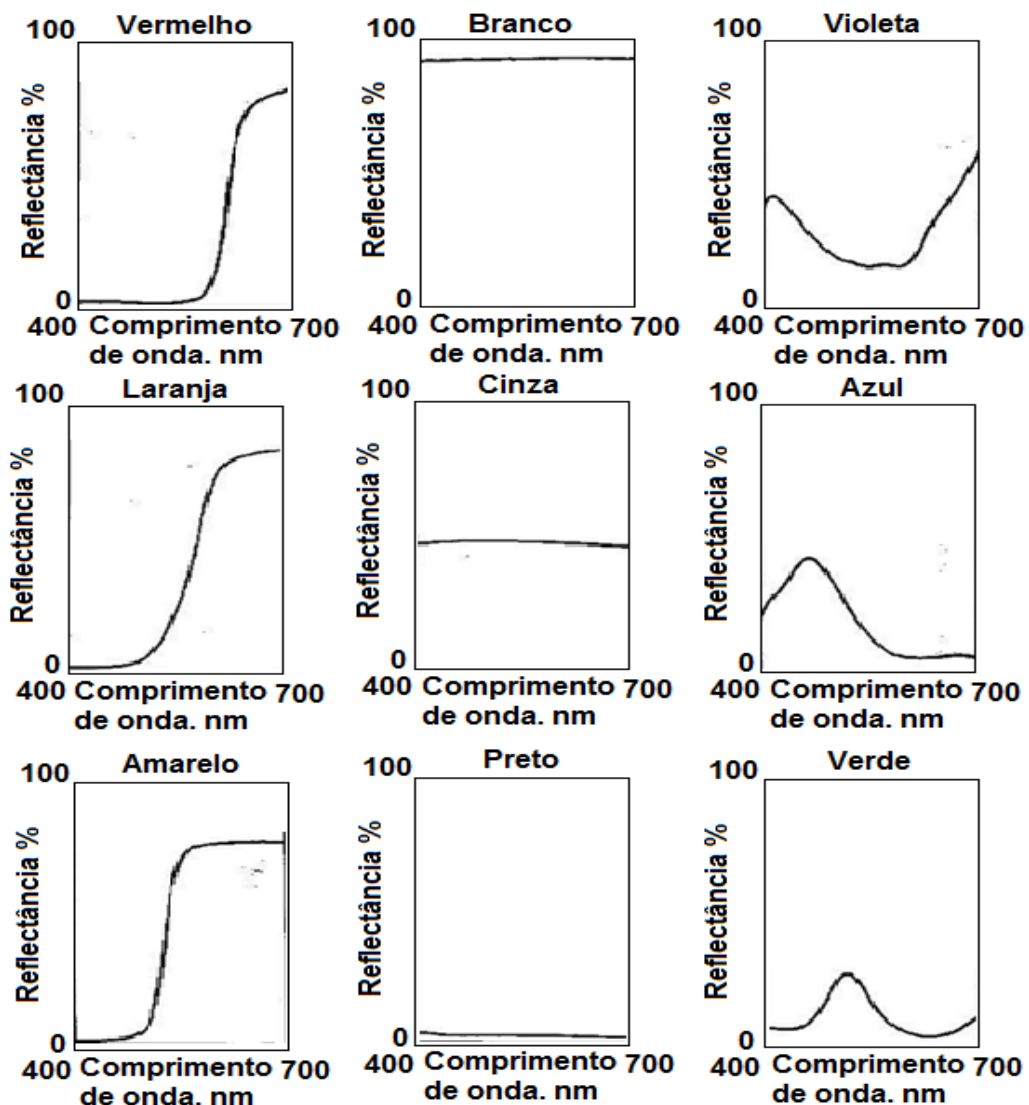 Vermelho
100
Reflectância %
0
400 Comprimento 700
de onda. nm
Branco
100
Reflectância %
0
400 Comprimento 700
de onda. nm
Violeta
100
Reflectância %
0
400 Comprimento 700
de onda. nm
Laranja
100
Reflectância %
0
400 Comprimento 700
de onda. nm
Cinza
100
Reflectância %
0
400 Comprimento 700
de onda. nm
Azul
100
Reflectância %
0
400 Comprimento 700
de onda. nm
Amarelo
100
Reflectância %
0
400 Comprimento 700
de onda. nm
Preto
100
Reflectância %
0
400 Comprimento 700
de onda. nm
Verde
100
Reflectância %
0
400 Comprimento 700
de onda. nm